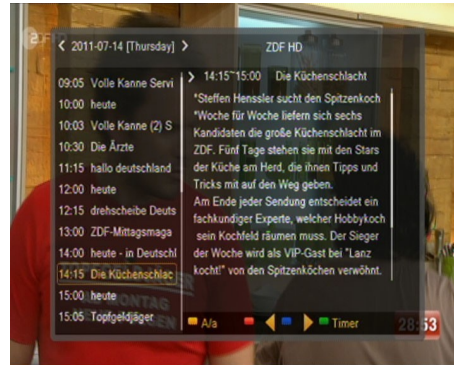 ZDF HD
2011-07-14 [Thursday]
ZDF HD
09:05 Volle Kanne Servi
10:00 heute
10:03 Volle Kanne (2) S
10:30 Die Ärzte
11:15 hallo deutschland
12:00 heute
12:15 drehscheibe Deuts
13:00 ZDF-Mittagsmaga
14:00 heute - in Deutschl
14:15 Die Küchenschlac
15:00 heute
15:05 Topfgeldjäger
14:15~15:00 Die Küchenschlacht
"Steffen Henssler sucht den Spitzenkoch
"Woche für Woche liefern sich sechs
Kandidaten die große Küchenschlacht im
ZDF. Fünf Tage stehen sie mit den Stars
der Küche am Herd, die ihnen Tipps und
Tricks mit auf den Weg geben.
Am Ende jeder Sendung entscheidet ein
fachkundiger Experte, welcher Hobbykoch
sein Kochfeld räumen muss. Der Sieger
der Woche wird als VIP-Gast bei "Lanz
kocht!" von den Spitzenköchen verwöhnt.
A/a
Timer
28:53